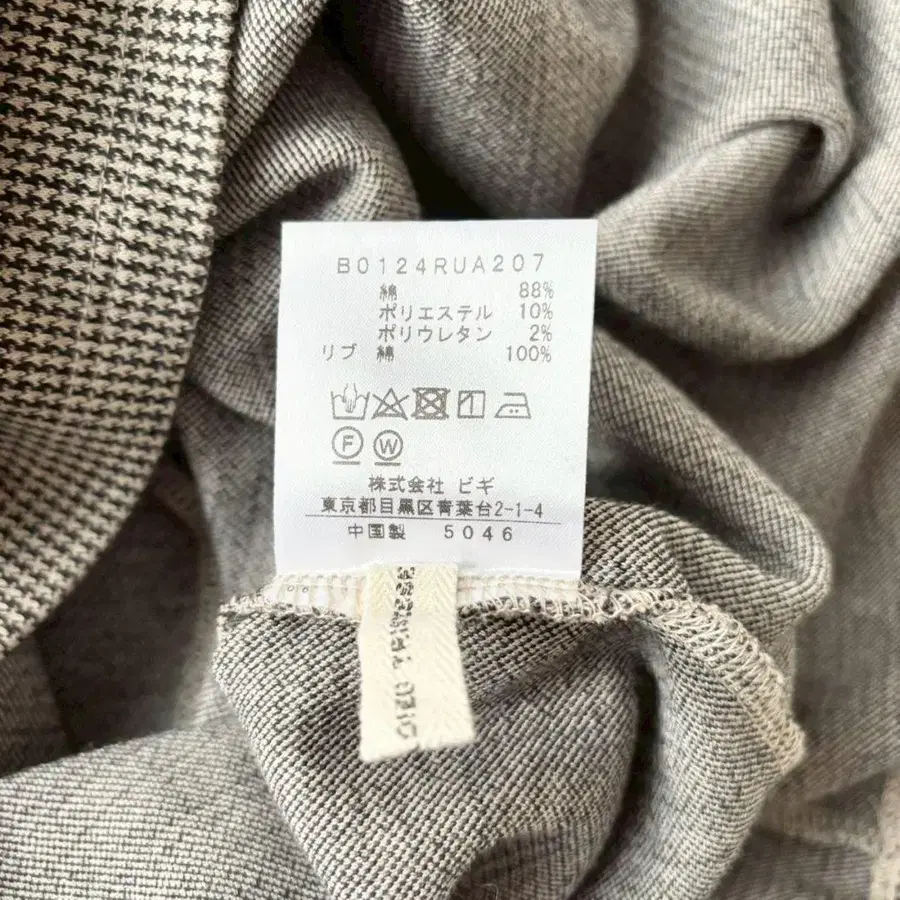 B0124RUA207
綿 88%
ポリエステル 10%
ポリウレタン 2%
リブ 綿 100%
F W
株式会社 ビギ
東京都目黒区青葉台2-1-4
中国製 5046